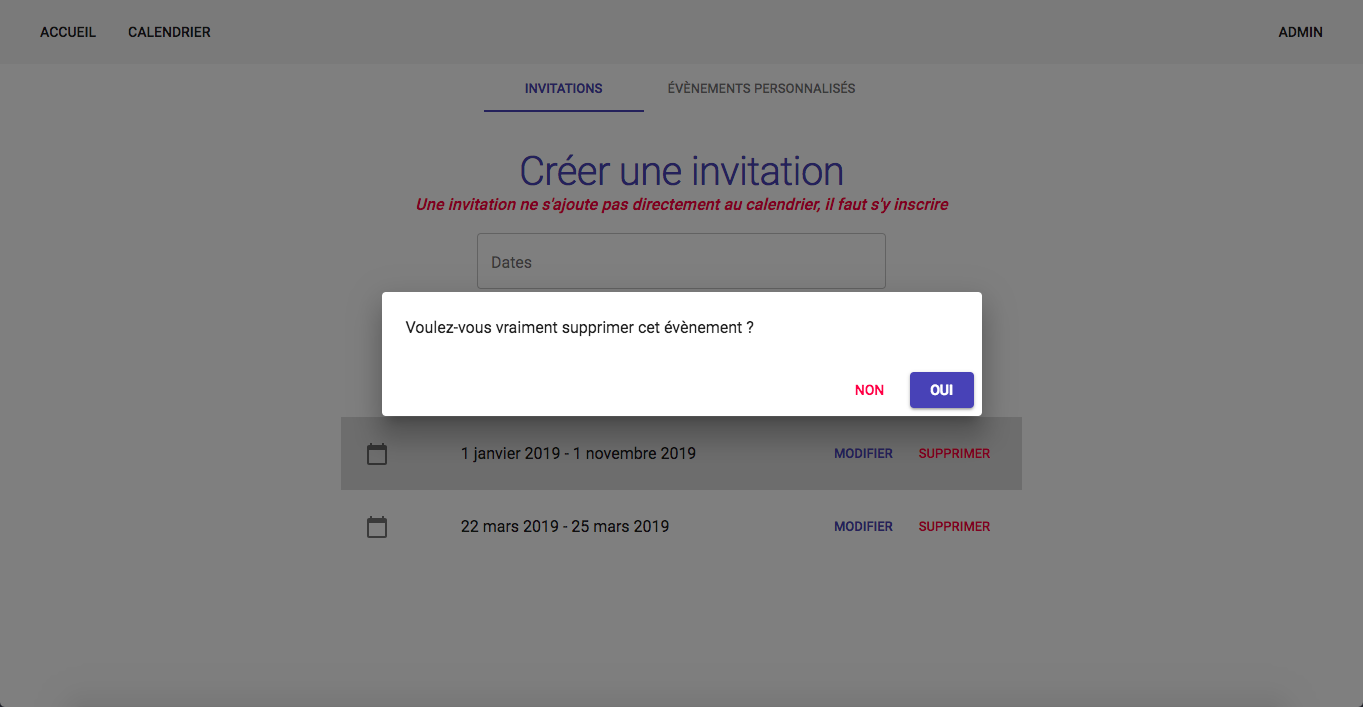 ACCUEIL CALENDRIER ADMIN
INVITATIONS ÉVÈNEMENTS PERSONNALISÉS
Créer une invitation
Une invitation ne s'ajoute pas directement au calendrier, il faut s'y inscrire
Dates
Voulez-vous vraiment supprimer cet évènement ?
NON OUI
1 janvier 2019 - 1 novembre 2019 MODIFIER SUPPRIMER
22 mars 2019 - 25 mars 2019 MODIFIER SUPPRIMER